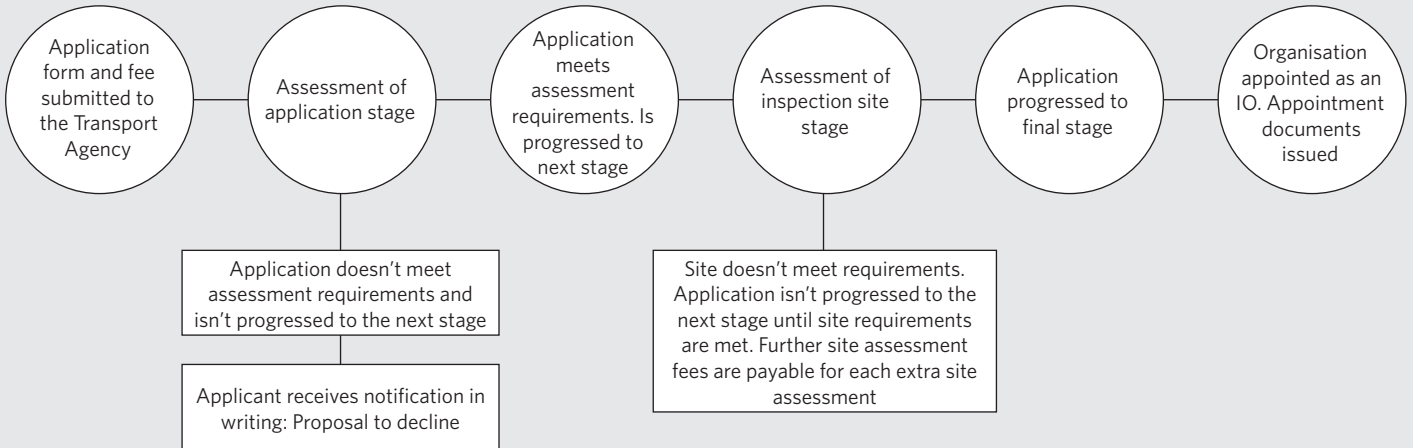 Application
form and fee
submitted to
the Transport
Agency
Assessment of
application stage
Application
meets
assessment
requirements. Is
progressed to
next stage
Assessment of
inspection site
stage
Application
progressed to
final stage
Organisation
appointed as an
IO. Appointment
documents
issued
Application doesn't meet
assessment requirements and
isn't progressed to the next stage
Applicant receives notification in
writing: Proposal to decline
Site doesn't meet requirements.
Application isn't progressed to the
next stage until site requirements
are met. Further site assessment
fees are payable for each extra site
assessment